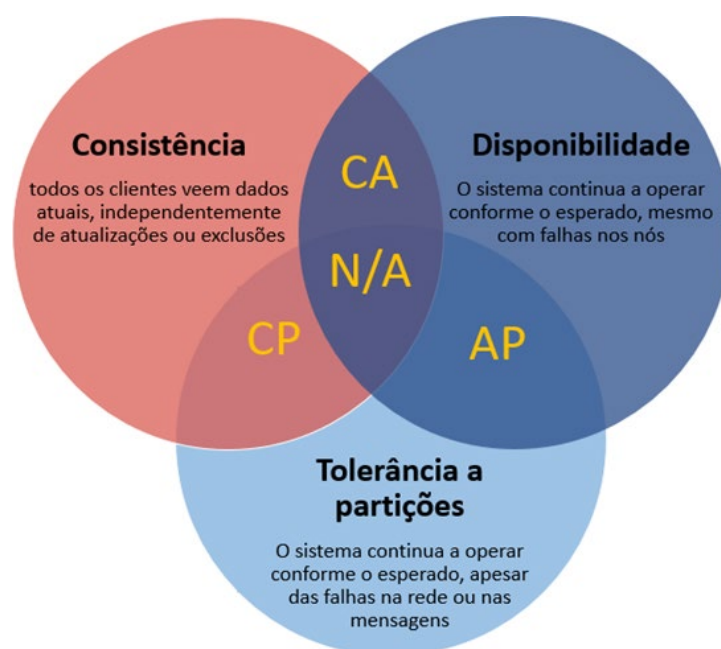 Consistência
todos os clientes veem dados
atuais, independentemente
de atualizações ou exclusões
CA
Disponibilidade
O sistema continua a operar
conforme o esperado, mesmo
com falhas nos nós
N/A
CP
AP
Tolerância a
partições
O sistema continua a operar
conforme o esperado, apesar
das falhas na rede ou nas
mensagens